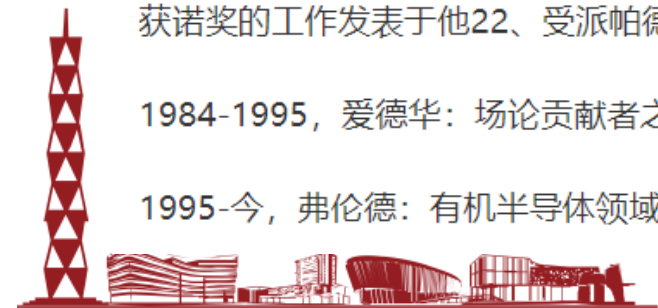 获诺奖的工作发表于他22、受派帕德
1984-1995，爱德华：场论贡献者之
1995-今，弗伦德：有机半导体领域